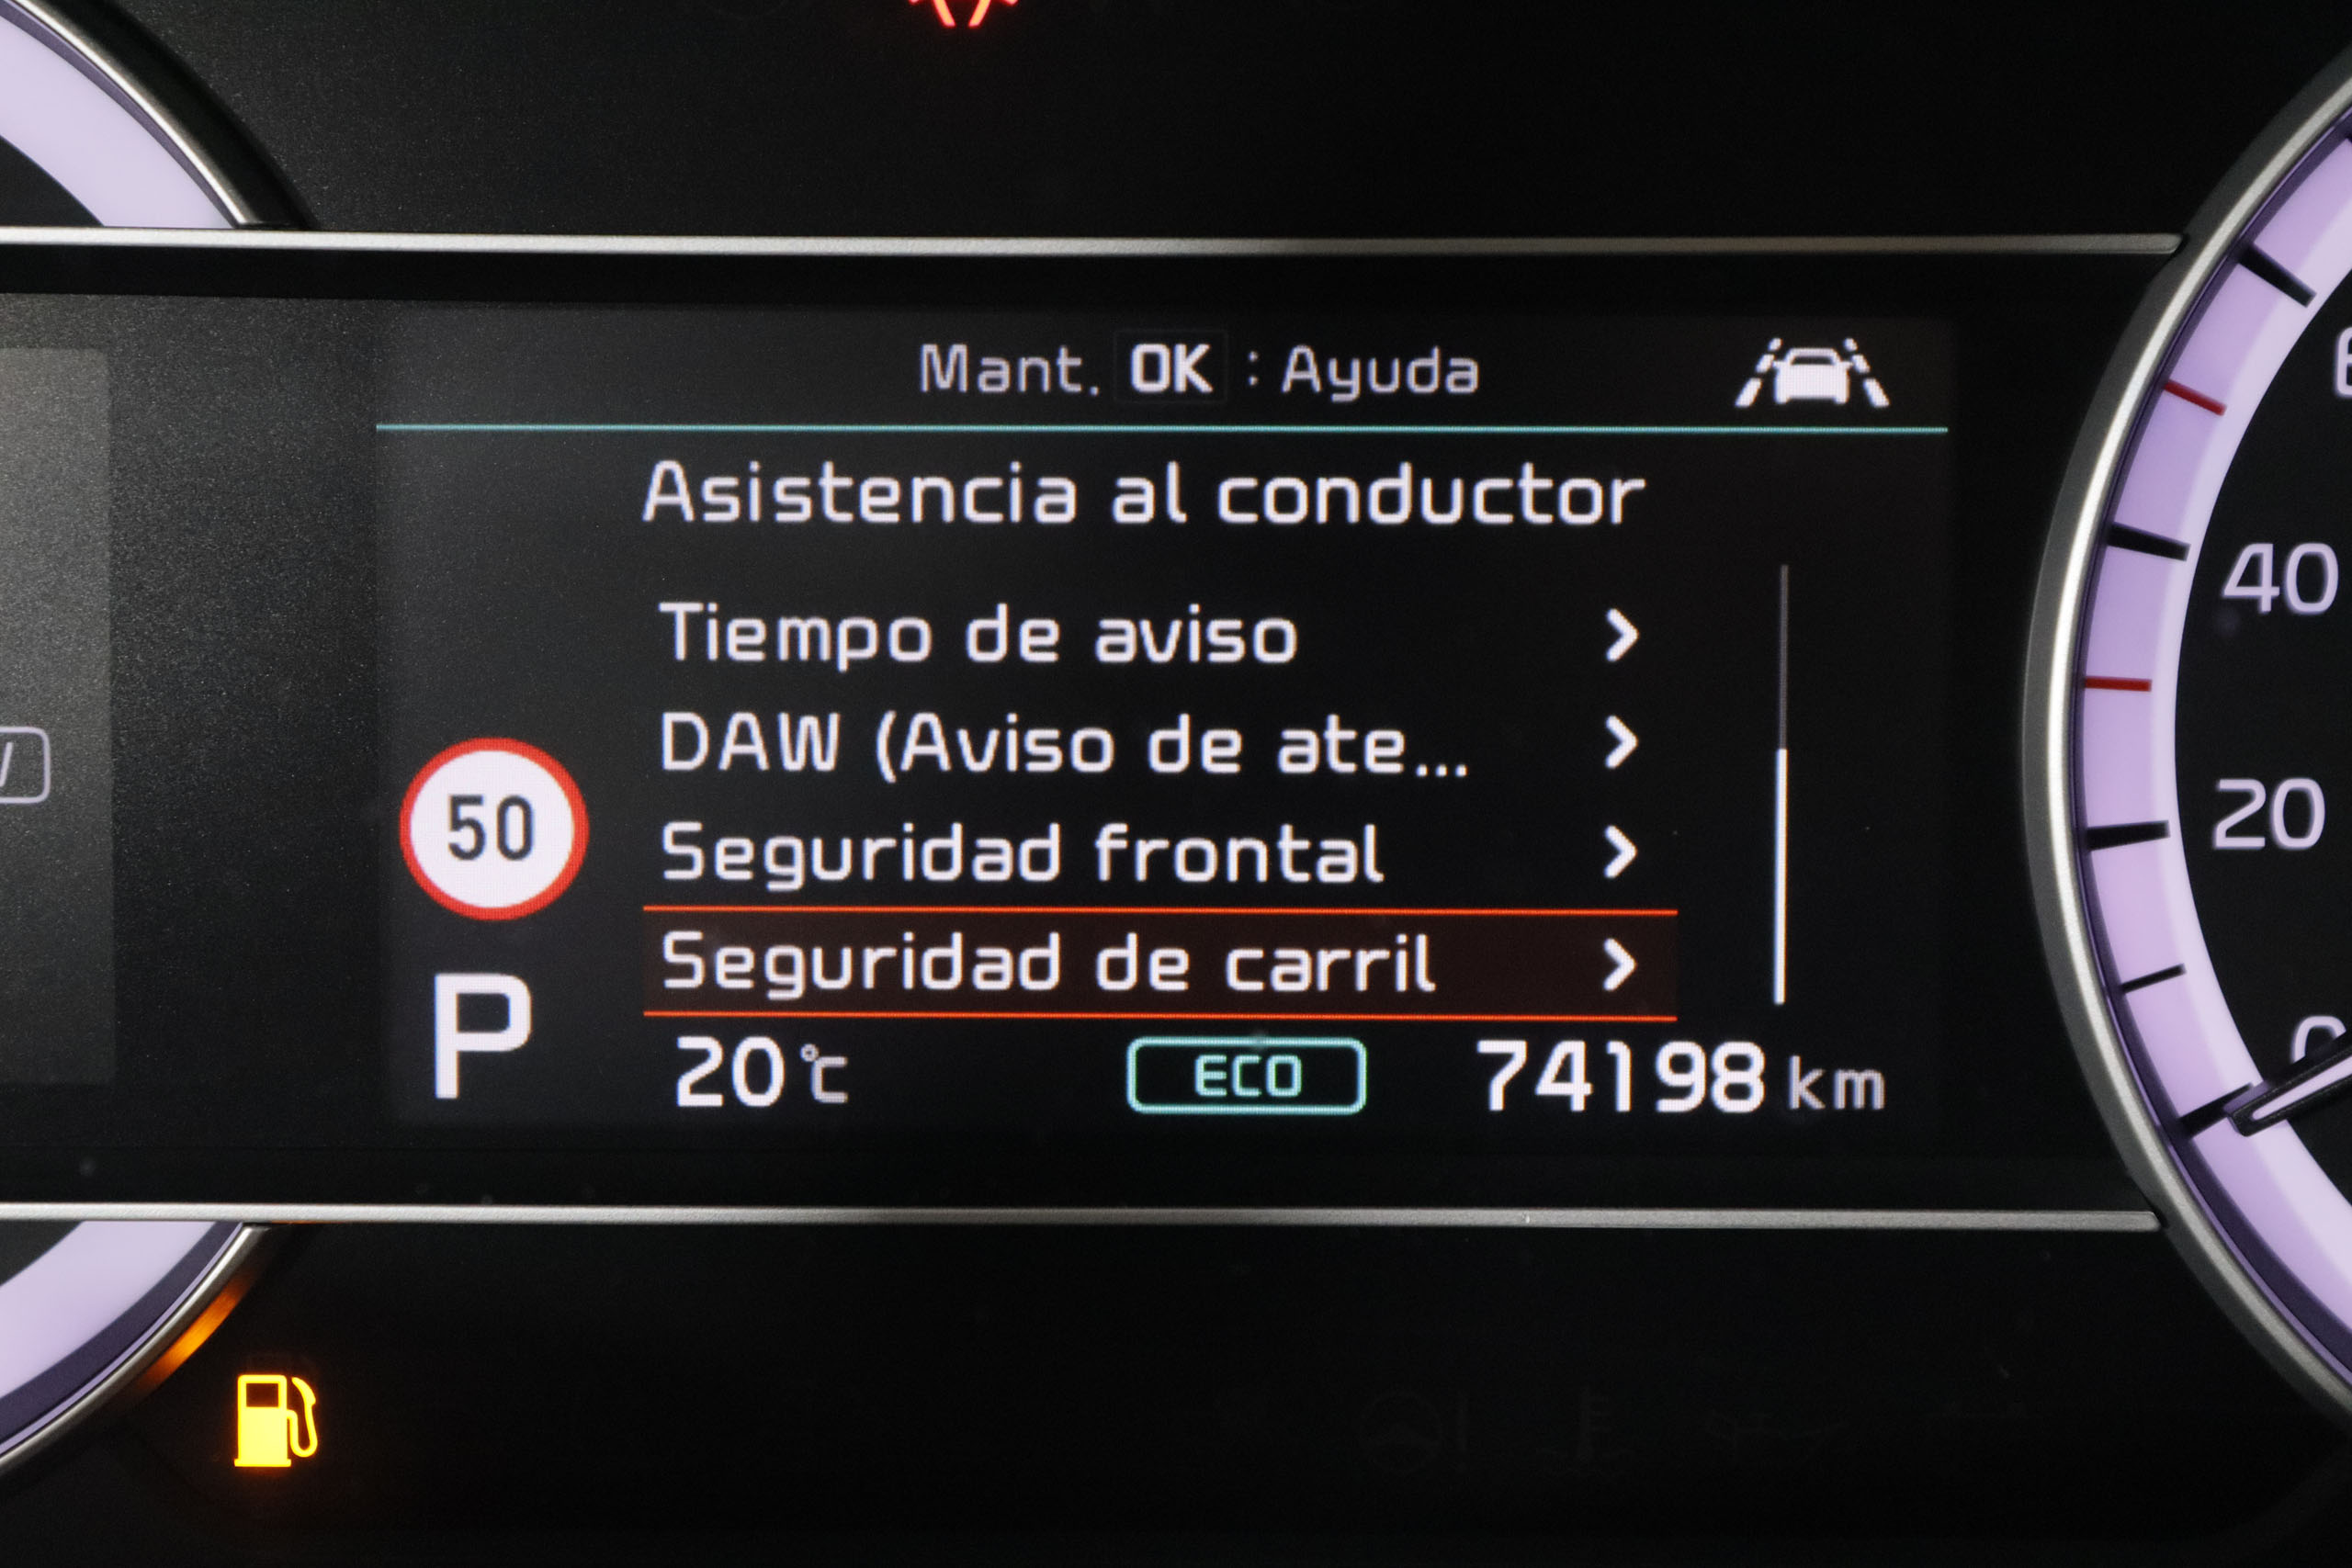 Mant. OK : Ayuda
Asistencia al conductor
Tiempo de aviso
DAW (Aviso de ate...
50
Seguridad frontal
Seguridad de carril
P
20 °C
ECO
74198 km
40
20
0